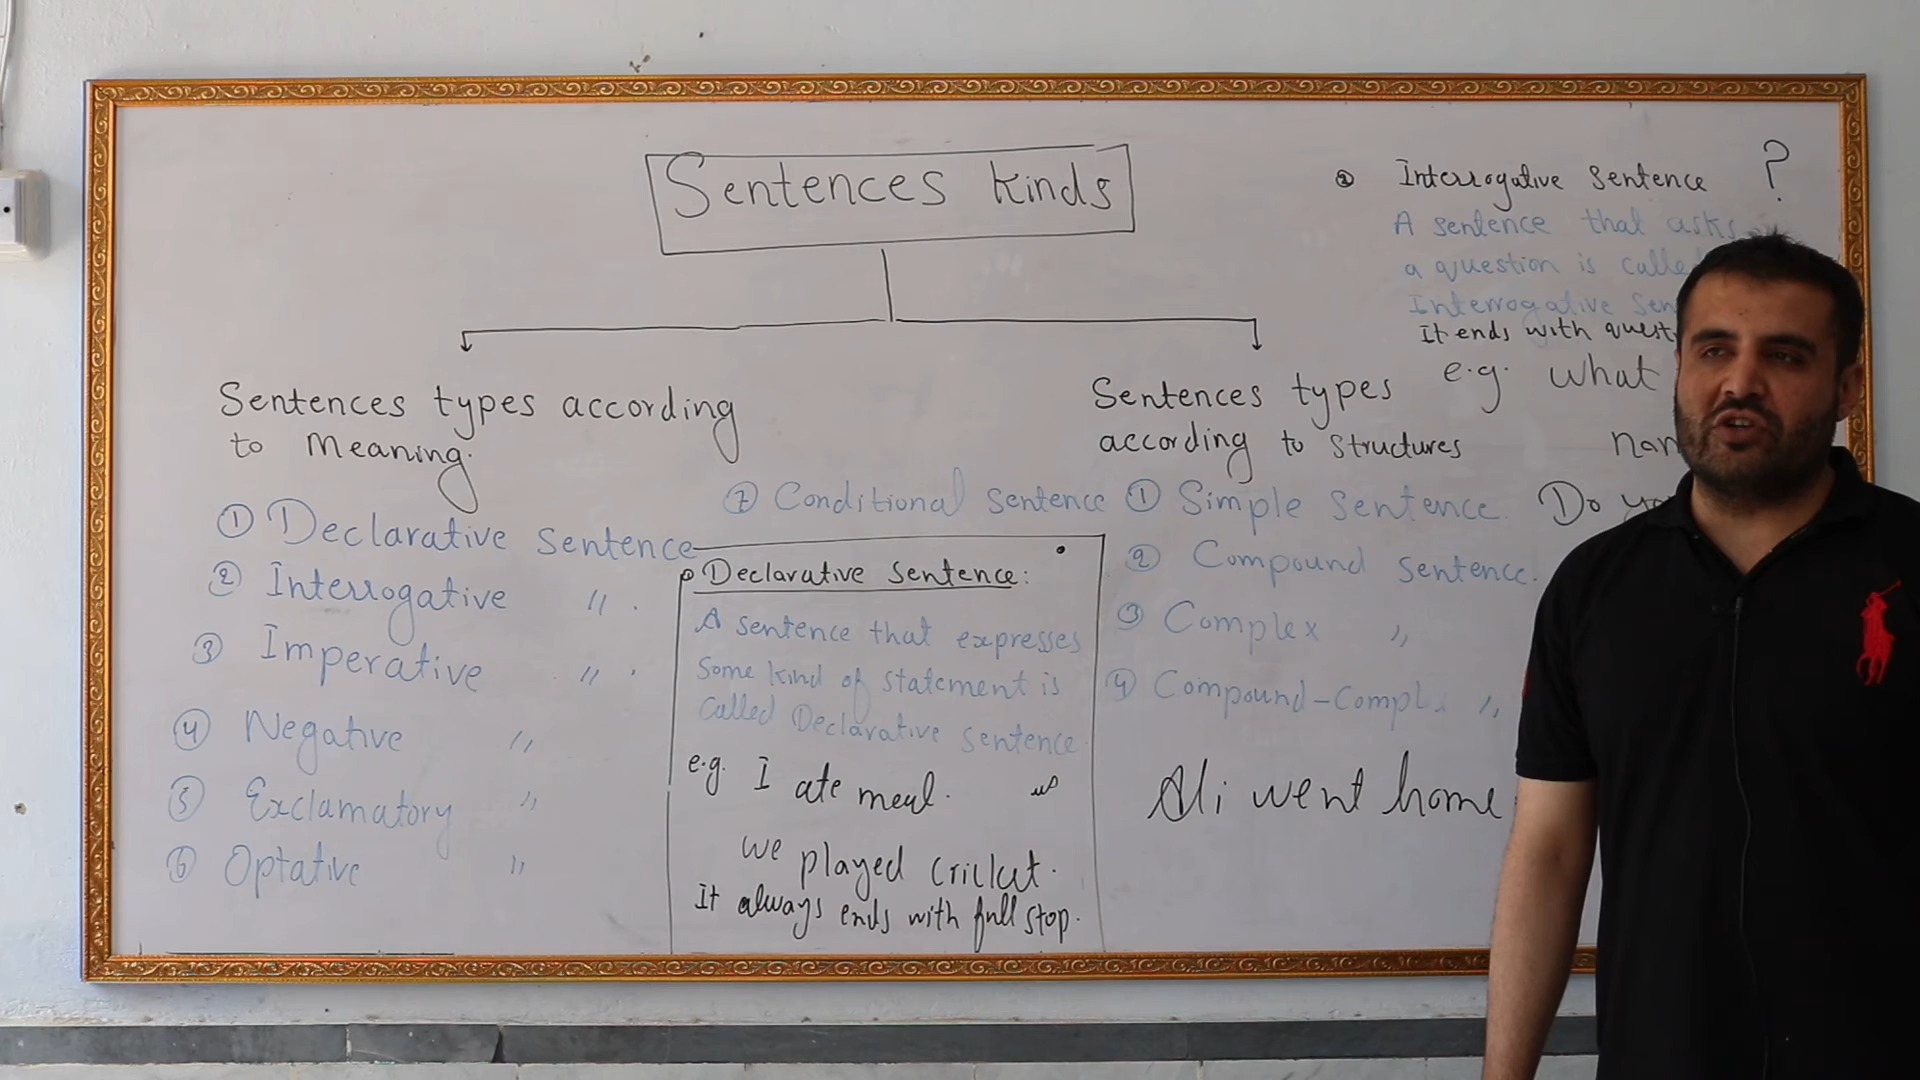 Sentences kinds
Sentences types according
to Meaning.
① Declarative Sentence
② Interrogative 〃 .
③ Imperative 〃 .
④ Negative 〃
⑤ Exclamatory 〃
⑥ Optative 〃
⑦ Conditional Sentence
Declarative Sentence:
A sentence that expresses
Some kind of statement is
Called Declarative Sentence.
e.g. I ate meal.
we played cricket.
It always ends with full stop.
Sentences types
according to Structures
① Simple Sentence.
② Compound Sentence.
③ Complex 〃
④ Compound-Compl 〃
Ali went home
② Interrogative Sentence ?
A sentence that asks
a question is called
Interrogative Sen
It ends with quest
e.g. what
nam
Do you